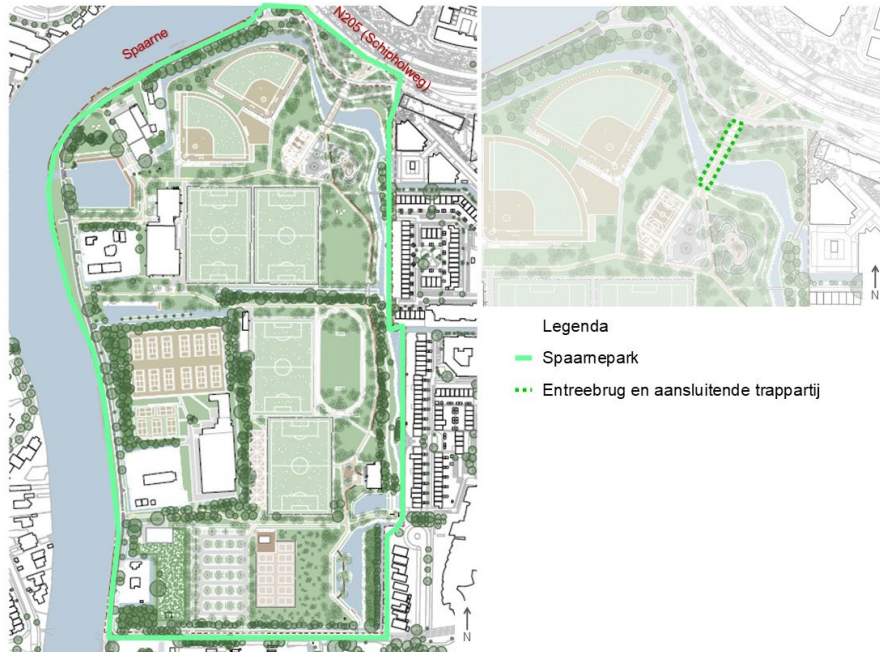 Spaarne
N205 (Schipholweg)
N
N
Legenda
Spaarnepark
Entreebrug en aansluitende trappartij